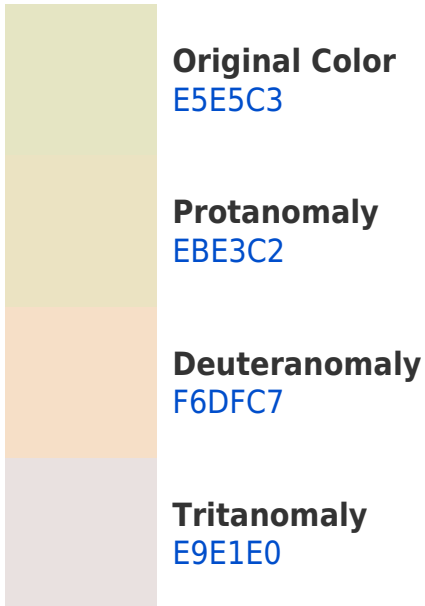 Original Color
E5E5C3
Protanomaly
EBE3C2
Deuteranomaly
F6DFC7
Tritanomaly
E9E1E0